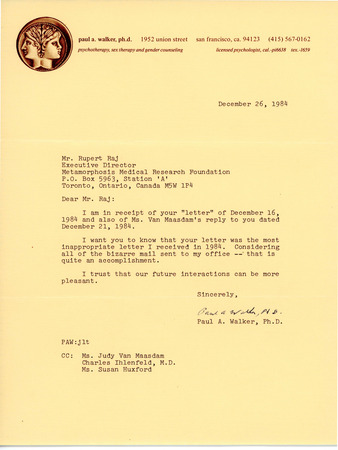 paul a. walker, ph.d. 1952 union street san francisco, ca. 94123 (415) 567-0162
psychotherapy, sex therapy and gender counseling licensed psychologist, cal.-pi6638 tex.-1659
December 26, 1984
Mr. Rupert Raj
Executive Director
Metamorphosis Medical Research Foundation
P.O. Box 5963, Station 'A'
Toronto, Ontario, Canada M5W 1P4
Dear Mr. Raj:
I am in receipt of your "letter" of December 16,
1984 and also of Ms. Van Maasdam's reply to you dated
December 21, 1984.
I want you to know that your letter was the most
inappropriate letter I received in 1984. Considering
all of the bizarre mail sent to my office -- that is
quite an accomplishment.
I trust that our future interactions can be more
pleasant.
Sincerely,
Paul A Walker, Ph.D.
Paul A. Walker, Ph.D.
PAW:jlt
CC: Ms. Judy Van Maasdam
Charles Ihlenfeld, M.D.
Ms. Susan Huxford